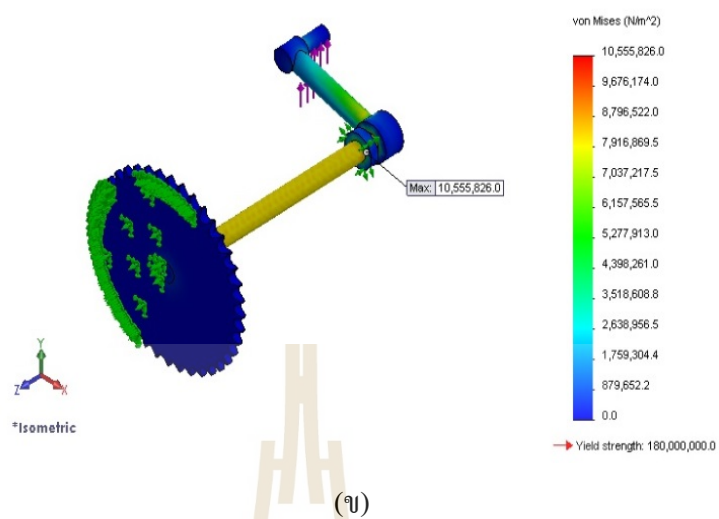 von Mises (N/m^2)
10,555,826.0
9,676,174.0
8,796,522.0
7,916,869.5
7,037,217.5
6,157,565.5
5,277,913.0
4,398,261.0
3,518,608.8
2,638,956.5
1,759,304.4
879,652.2
0.0
Yield strength: 180,000,000.0
Max: 10,555,826.0
Y
Z
X
*Isometric
(ข)